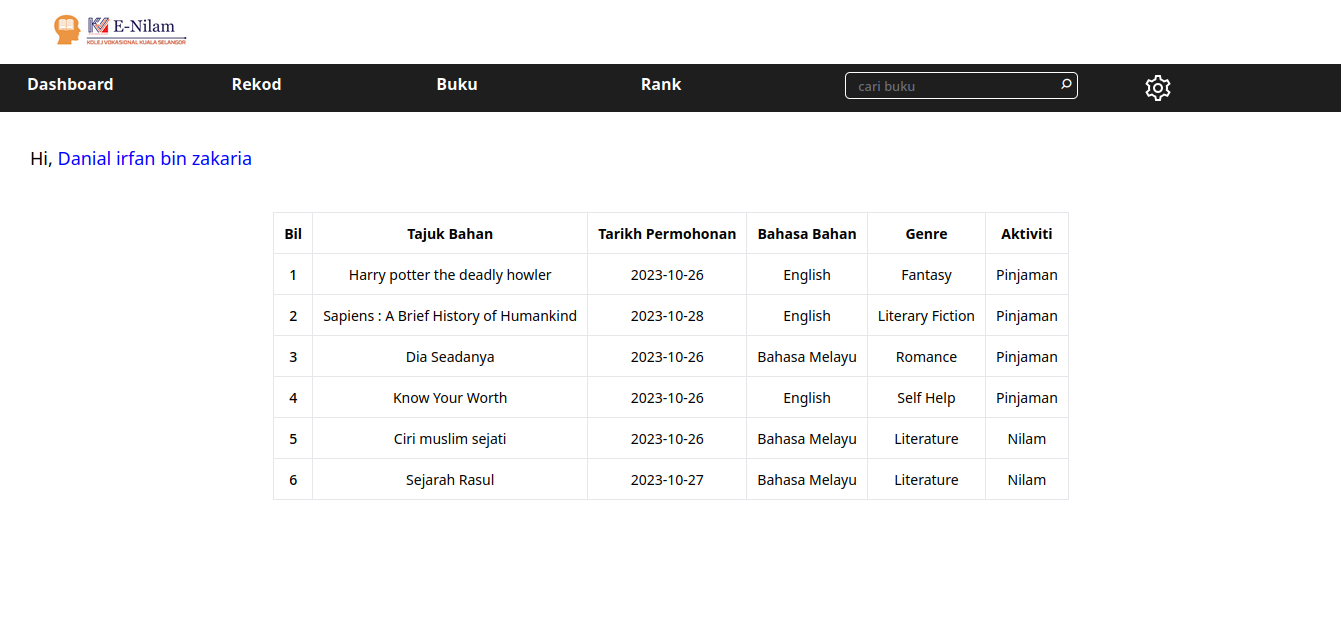 E-Nilam
KOLEJ VOKASIONAL KUALA SELANGOR
Dashboard Rekod Buku Rank cari buku
Hi, Danial irfan bin zakaria
Bil Tajuk Bahan Tarikh Permohonan Bahasa Bahan Genre Aktiviti
1 Harry potter the deadly howler 2023-10-26 English Fantasy Pinjaman
2 Sapiens : A Brief History of Humankind 2023-10-28 English Literary Fiction Pinjaman
3 Dia Seadanya 2023-10-26 Bahasa Melayu Romance Pinjaman
4 Know Your Worth 2023-10-26 English Self Help Pinjaman
5 Ciri muslim sejati 2023-10-26 Bahasa Melayu Literature Nilam
6 Sejarah Rasul 2023-10-27 Bahasa Melayu Literature Nilam